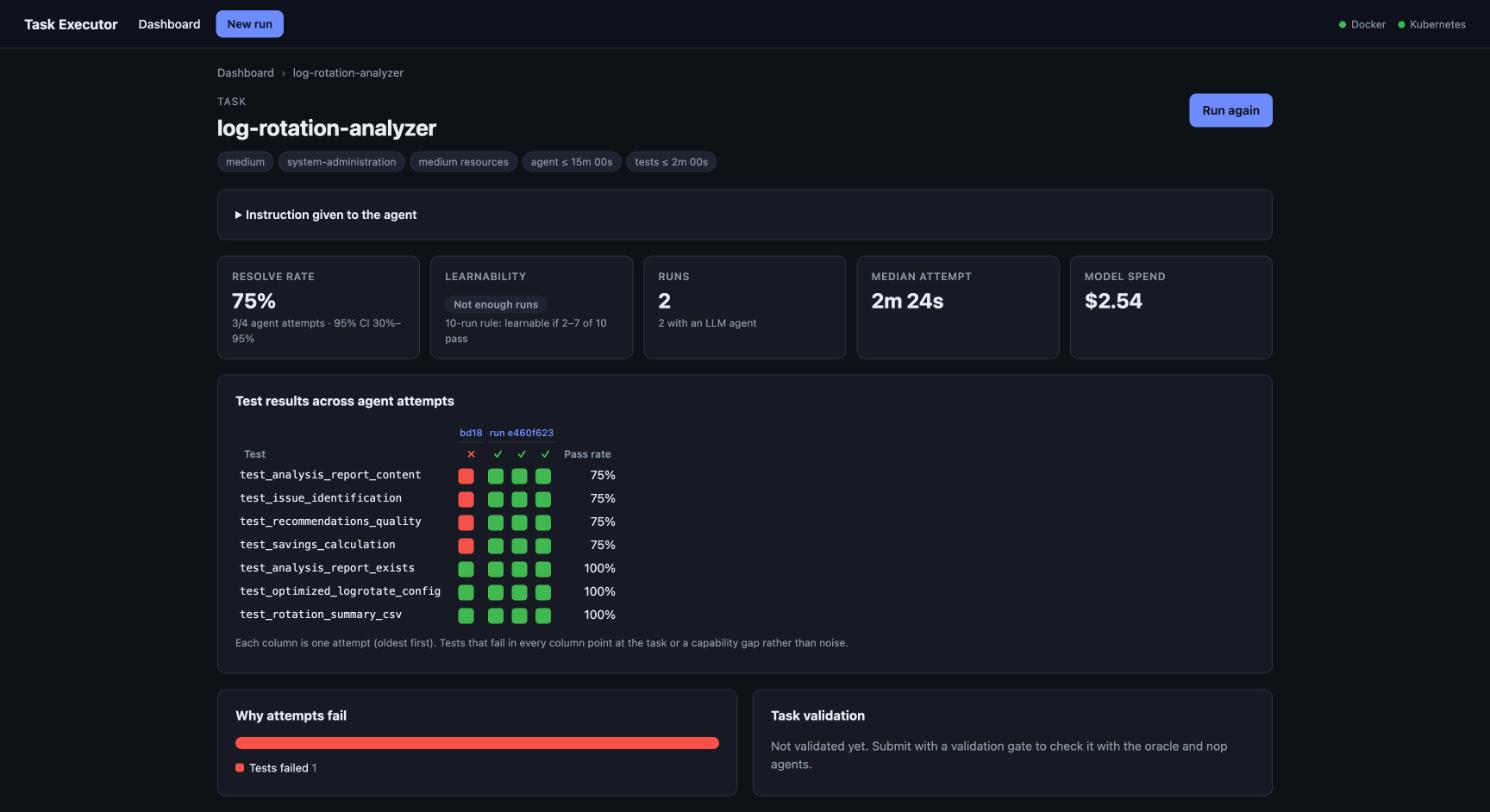 Task Executor Dashboard New run Docker Kubernetes
Dashboard › log-rotation-analyzer
TASK
log-rotation-analyzer
Run again
medium system-administration medium resources agent ≤ 15m 00s tests ≤ 2m 00s
▶ Instruction given to the agent
RESOLVE RATE
75%
3/4 agent attempts · 95% CI 30%–
95%
LEARNABILITY
Not enough runs
10-run rule: learnable if 2–7 of 10
pass
RUNS
2
2 with an LLM agent
MEDIAN ATTEMPT
2m 24s
MODEL SPEND
$2.54
Test results across agent attempts
bd18 run e460f623
Test ✕ ✓ ✓ ✓ Pass rate
test_analysis_report_content 75%
test_issue_identification 75%
test_recommendations_quality 75%
test_savings_calculation 75%
test_analysis_report_exists 100%
test_optimized_logrotate_config 100%
test_rotation_summary_csv 100%
Each column is one attempt (oldest first). Tests that fail in every column point at the task or a capability gap rather than noise.
Why attempts fail
Tests failed 1
Task validation
Not validated yet. Submit with a validation gate to check it with the oracle and nop
agents.